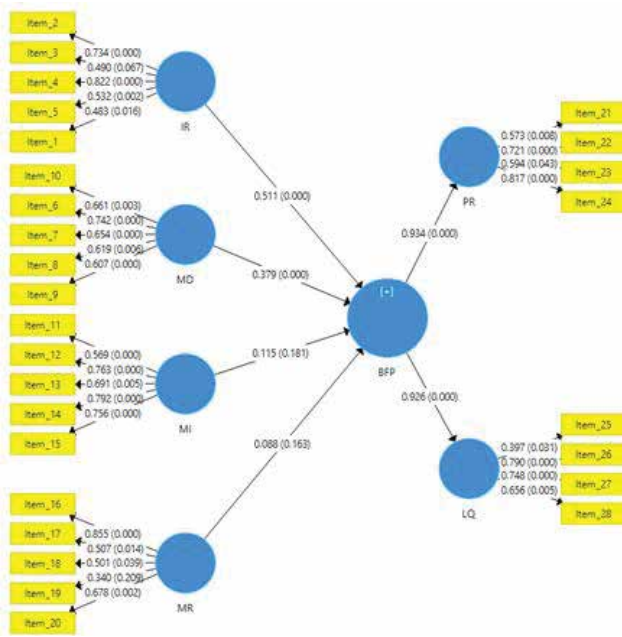 Item_2
0.734 (0.000)
Item_3
0.490 (0.067)
Item_4
0.822 (0.000)
Item_5
0.532 (0.002)
Item_1
0.483 (0.016)
IR
Item_10
0.661 (0.003)
Item_6
0.742 (0.000)
Item_7
0.654 (0.000)
Item_8
0.619 (0.006)
Item_9
0.607 (0.000)
MD
Item_11
0.569 (0.000)
Item_12
0.763 (0.000)
Item_13
0.691 (0.005)
Item_14
0.792 (0.000)
Item_15
0.756 (0.000)
MI
Item_16
0.855 (0.000)
Item_17
0.507 (0.014)
Item_18
0.501 (0.039)
Item_19
0.340 (0.209)
Item_20
0.678 (0.002)
MR
0.511 (0.000)
0.379 (0.000)
0.115 (0.181)
0.088 (0.163)
[+]
BFP
0.934 (0.000)
0.926 (0.000)
PR
Item_21
0.573 (0.008)
Item_22
0.721 (0.000)
Item_23
0.594 (0.043)
Item_24
0.817 (0.000)
LQ
Item_25
0.397 (0.031)
Item_26
0.790 (0.000)
Item_27
0.748 (0.000)
Item_28
0.656 (0.005)